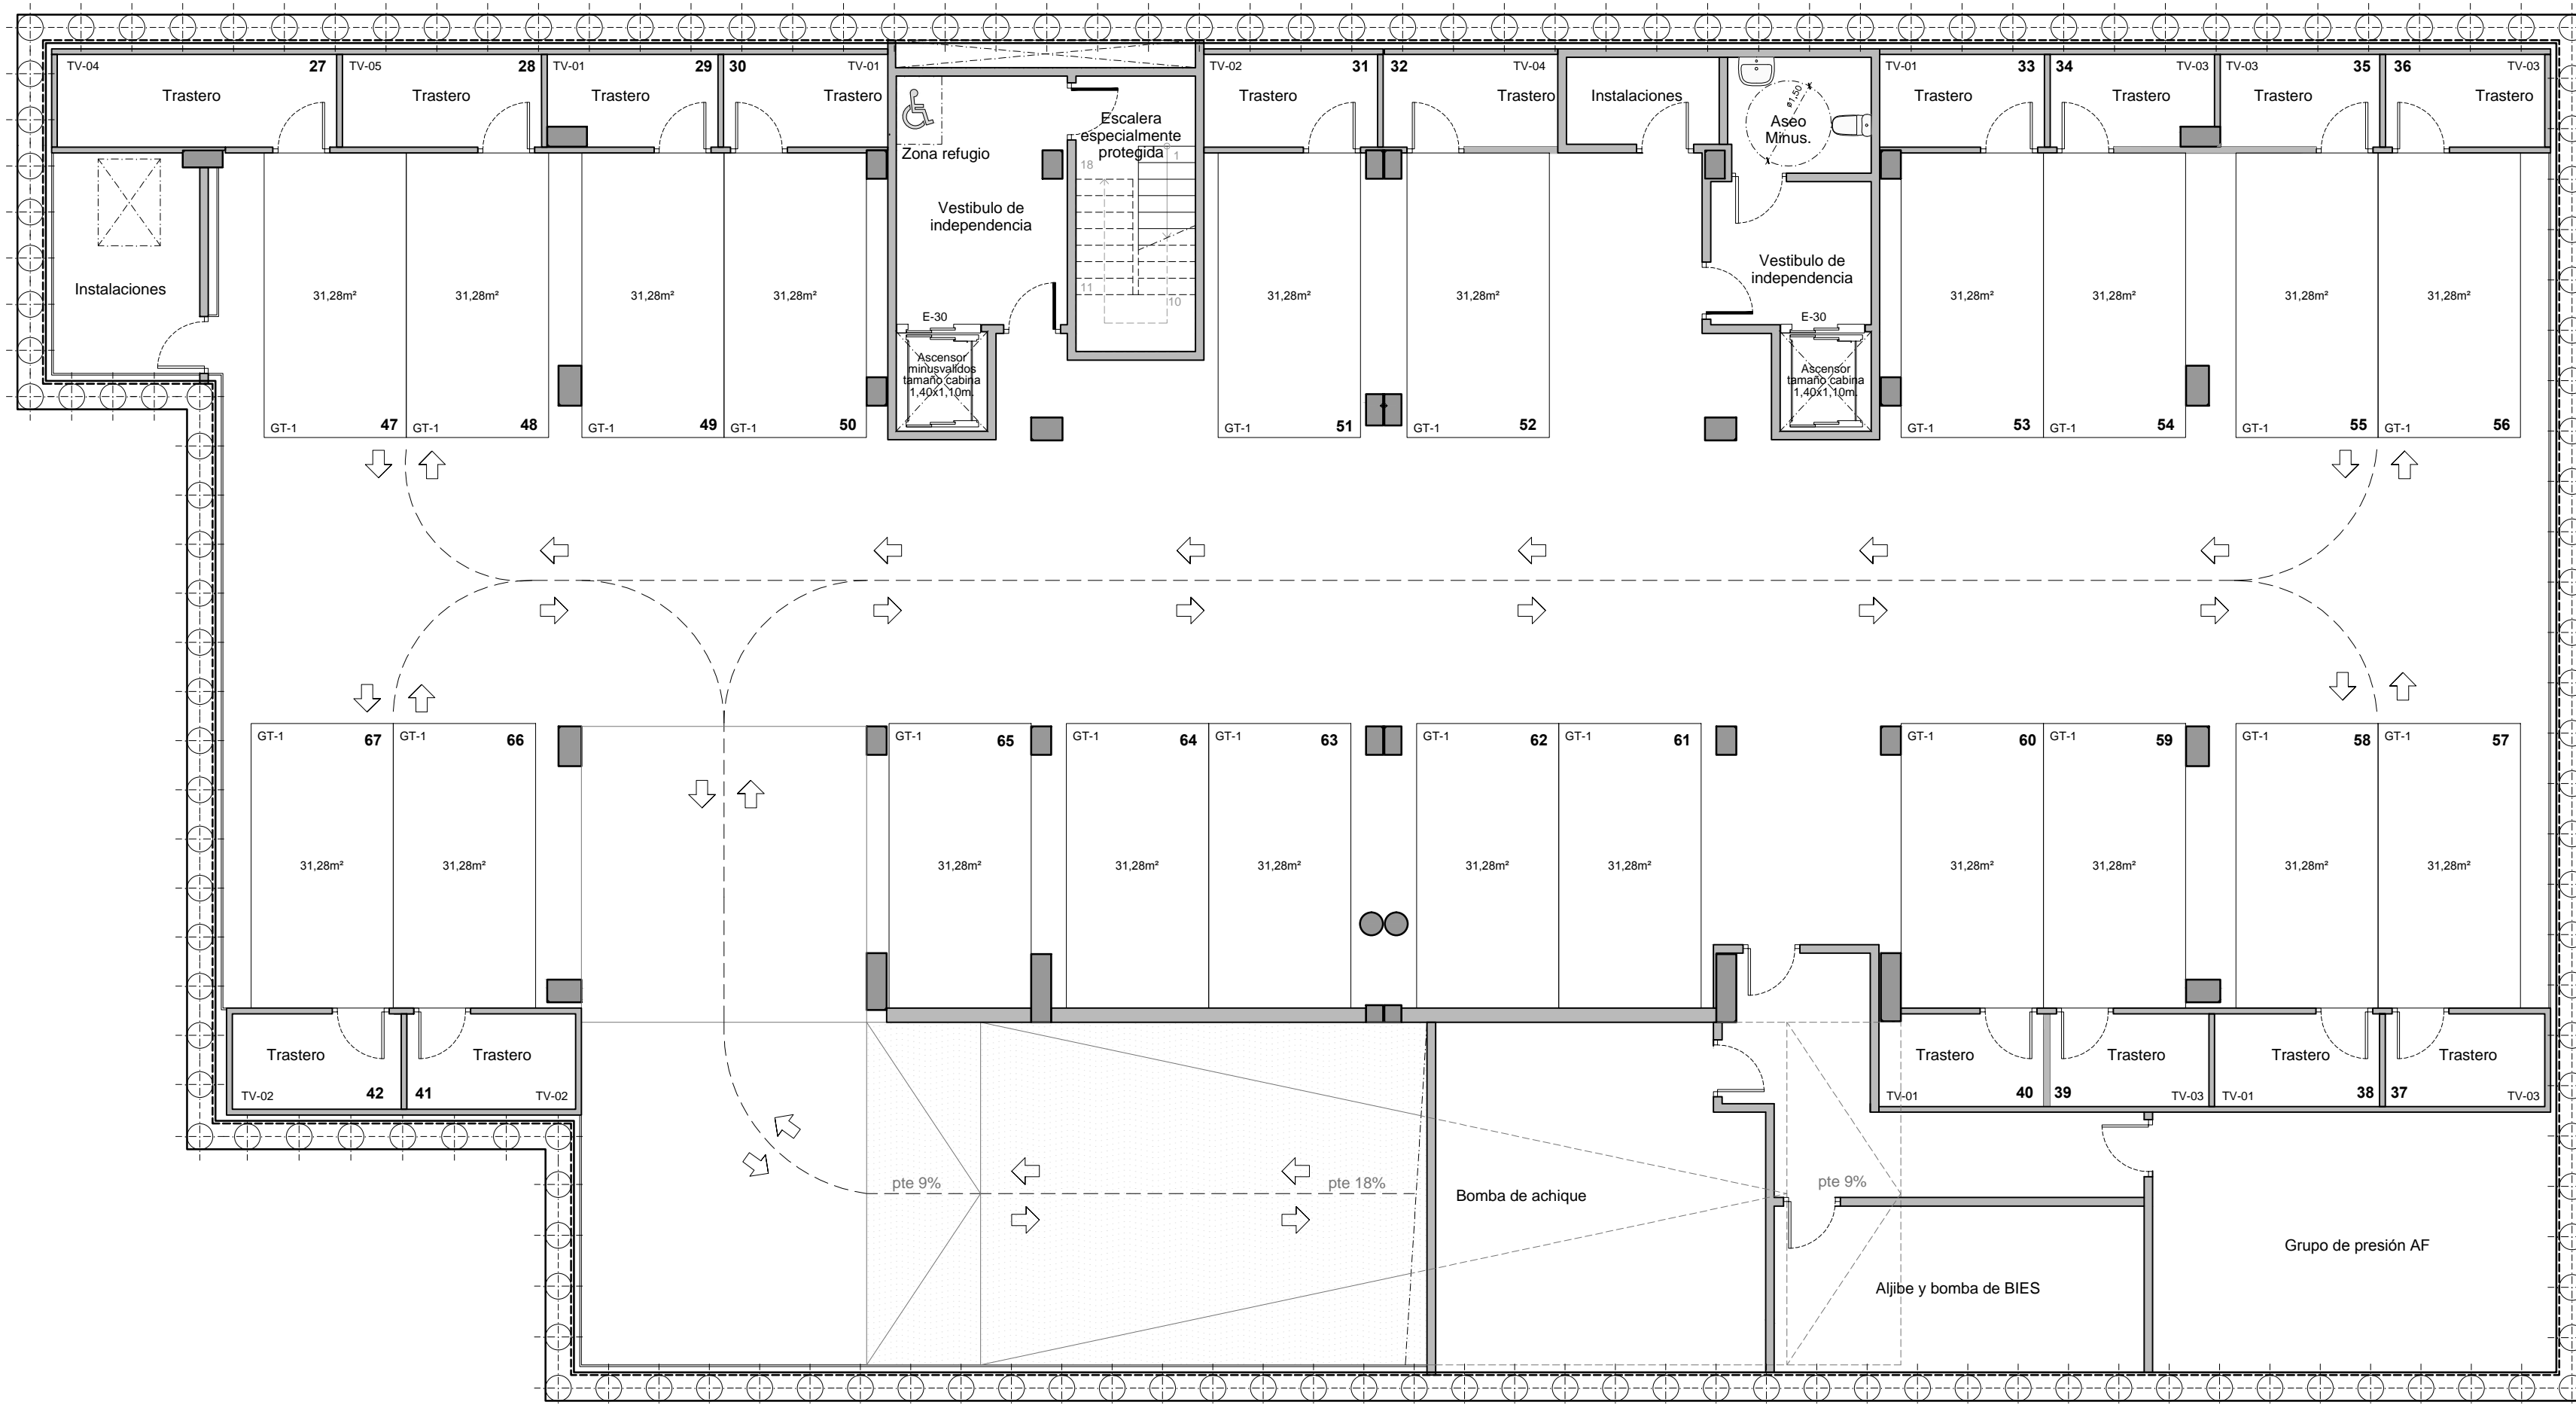 TV-04 27 TV-05 28 TV-01 29 30 TV-01 TV-02 31 32 TV-04 TV-01 33 34 TV-03 TV-03 35 36 TV-03
Trastero Trastero Trastero Trastero Trastero Trastero Instalaciones Trastero Trastero Trastero Trastero
ø1,50
Aseo
Minus.
Escalera
especialmente
protegida
Zona refugio
18 1
11 10
Vestibulo de
independencia
Vestibulo de
independencia
Instalaciones
31,28m² 31,28m² 31,28m² 31,28m² 31,28m² 31,28m² 31,28m² 31,28m² 31,28m² 31,28m²
E-30
Ascensor
minusvalidos
tamaño cabina
1,40x1,10m.
E-30
Ascensor
tamaño cabina
1,40x1,10m.
GT-1 47 GT-1 48 GT-1 49 GT-1 50 GT-1 51 GT-1 52 GT-1 53 GT-1 54 GT-1 55 GT-1 56
GT-1 67 GT-1 66 GT-1 65 GT-1 64 GT-1 63 GT-1 62 GT-1 61 GT-1 60 GT-1 59 GT-1 58 GT-1 57
31,28m² 31,28m² 31,28m² 31,28m² 31,28m² 31,28m² 31,28m² 31,28m² 31,28m² 31,28m² 31,28m²
Trastero Trastero Trastero Trastero Trastero Trastero
TV-02 42 41 TV-02 TV-01 40 39 TV-03 TV-01 38 37 TV-03
pte 9% pte 18% Bomba de achique pte 9%
Grupo de presión AF
Aljibe y bomba de BIES